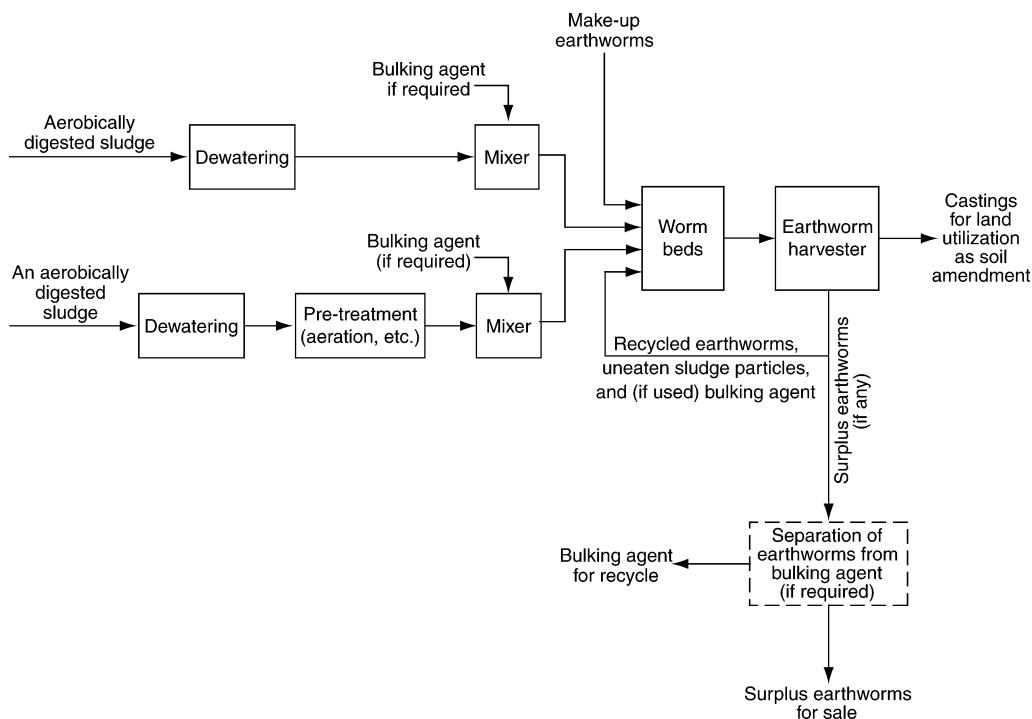 Make-up
earthworms
Bulking agent
if required
Aerobically
digested sludge
Dewatering
Mixer
Worm
beds
Earthworm
harvester
Castings
for land
utilization
as soil
amendment
Bulking agent
(if required)
An aerobically
digested
sludge
Dewatering
Pre-treatment
(aeration, etc.)
Mixer
Recycled earthworms,
uneaten sludge particles,
and (if used) bulking agent
Surplus earthworms
(if any)
Separation of
earthworms from
bulking agent
(if required)
Bulking agent
for recycle
Surplus earthworms
for sale